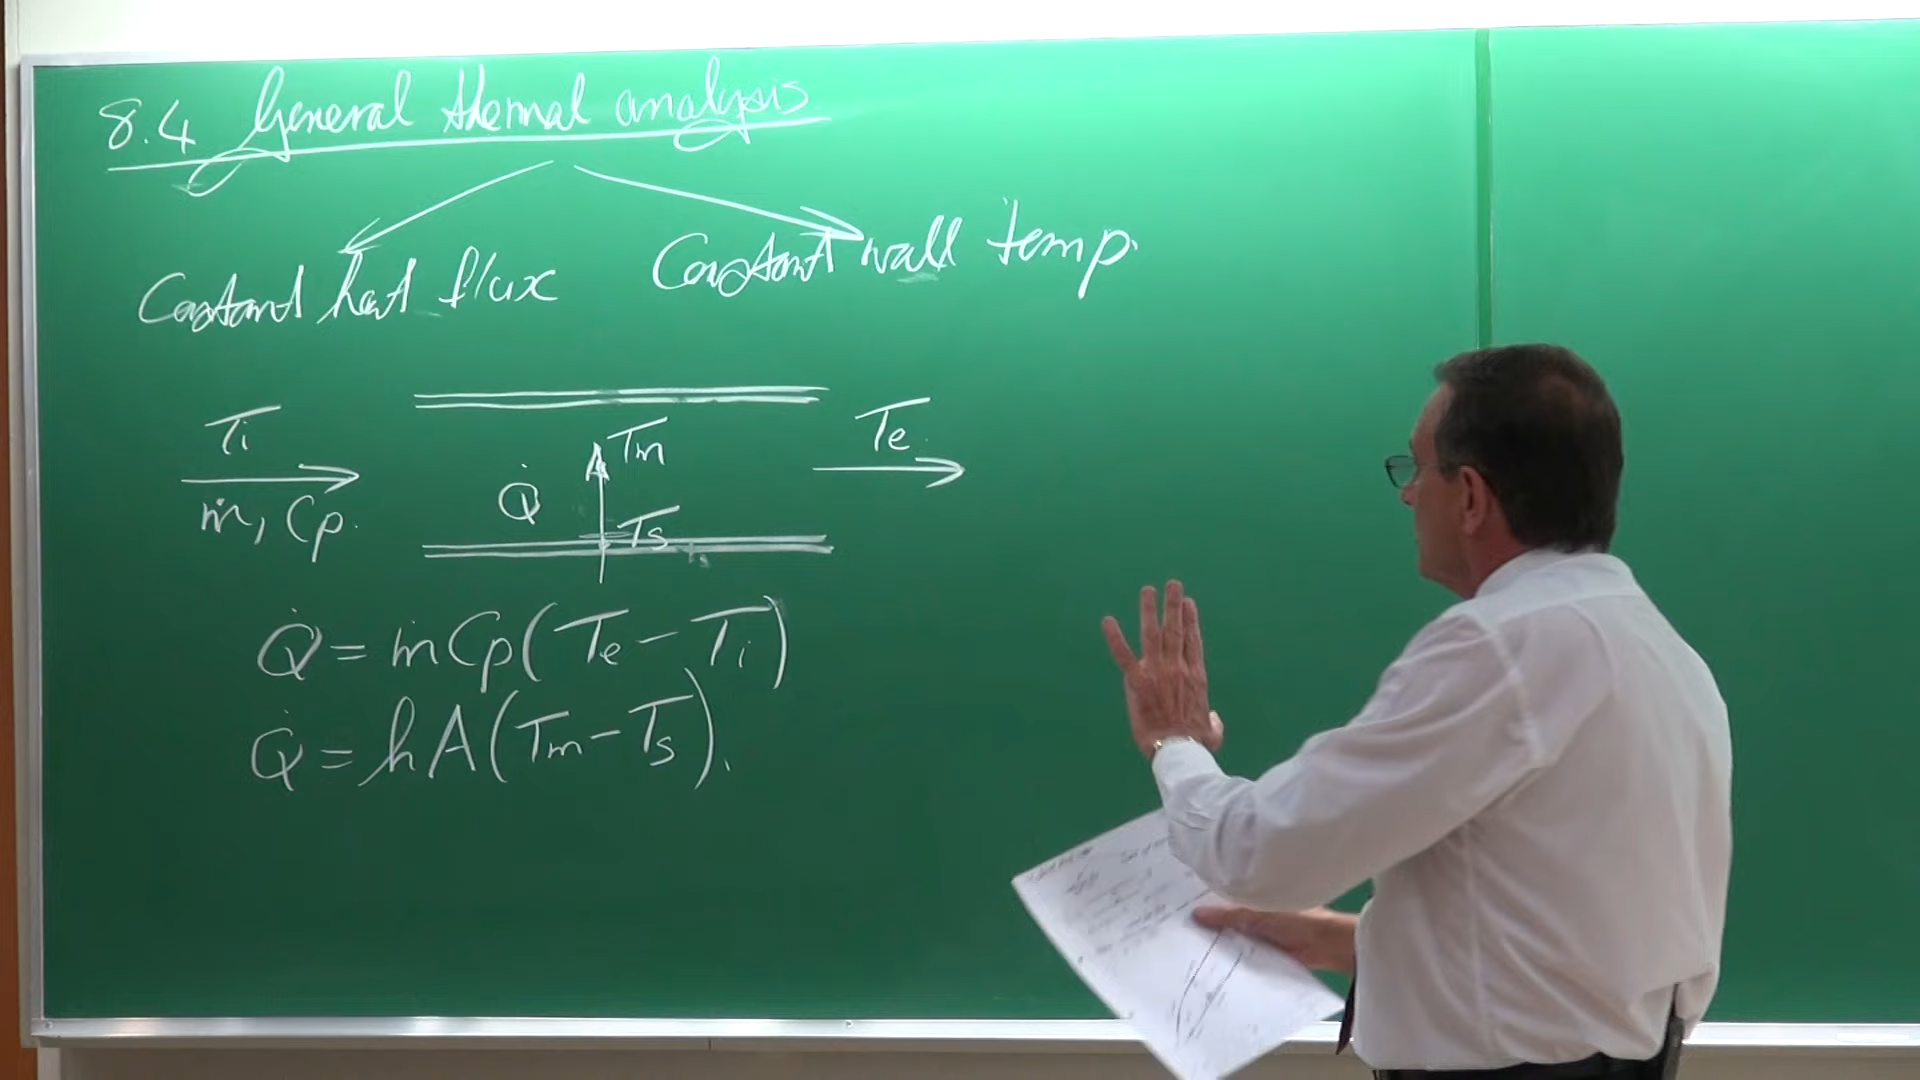 8.4 General thermal analysis
Constant heat flux
Constant wall temp.
Ti
ṁ, Cp.
Q̇
Tm
Ts
Te
Q̇ = ṁCp(Te − Ti)
Q̇ = hA(Tm − Ts).